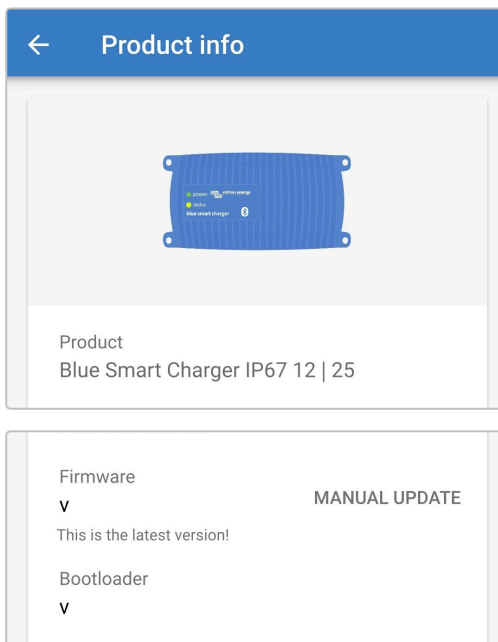 Product info
power
victron energy
status
blue smart charger
Product
Blue Smart Charger IP67 12 | 25
Firmware
v
MANUAL UPDATE
This is the latest version!
Bootloader
v